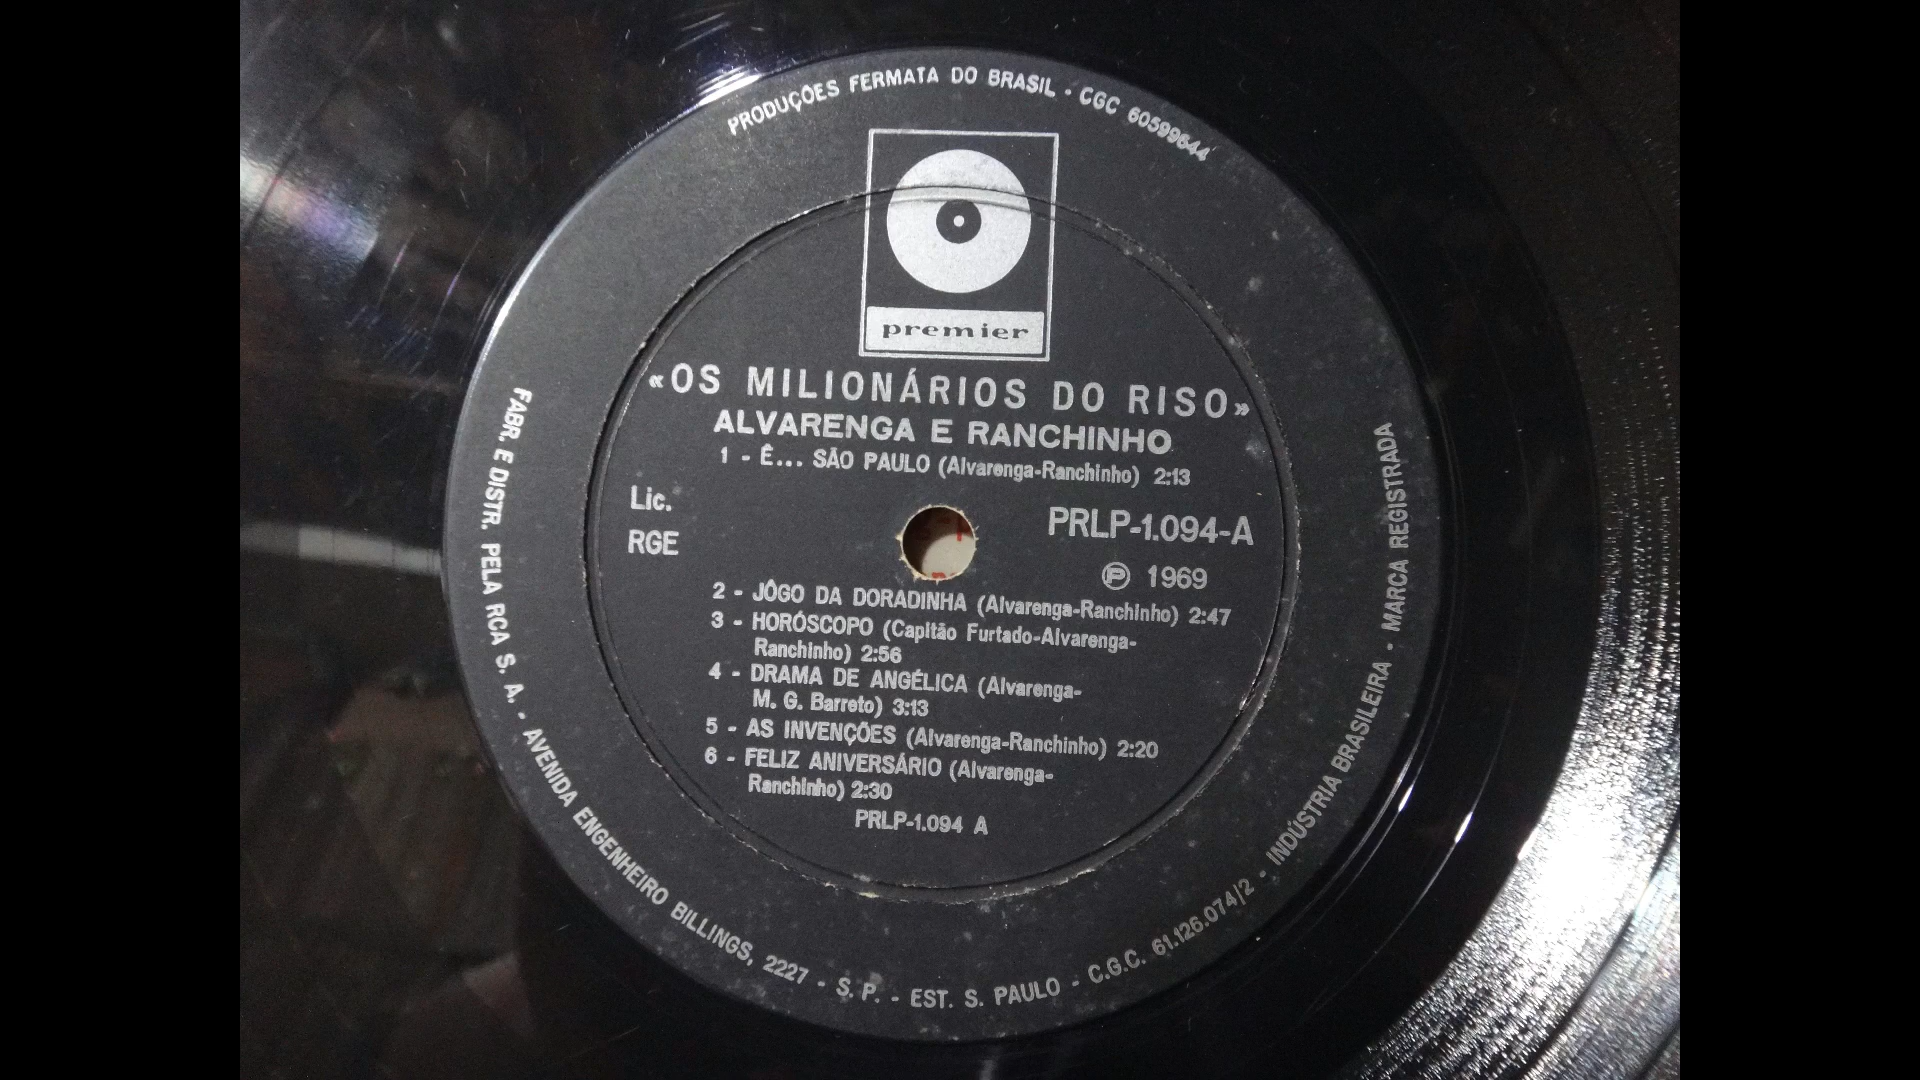 PRODUÇÕES FERMATA DO BRASIL - CGC 60599644
premier
«OS MILIONÁRIOS DO RISO»
ALVARENGA E RANCHINHO
1 - Ê... SÃO PAULO (Alvarenga-Ranchinho) 2:13
Lic.
RGE
PRLP-1.094-A
Ⓟ 1969
2 - JÔGO DA DORADINHA (Alvarenga-Ranchinho) 2:47
3 - HORÓSCOPO (Capitão Furtado-Alvarenga-
Ranchinho) 2:56
4 - DRAMA DE ANGÉLICA (Alvarenga-
M. G. Barreto) 3:13
5 - AS INVENÇÕES (Alvarenga-Ranchinho) 2:20
6 - FELIZ ANIVERSÁRIO (Alvarenga-
Ranchinho) 2:30
PRLP-1.094 A
FABR. E DISTR. PELA RCA S. A. - AVENIDA ENGENHEIRO BILLINGS, 2227 - S. P. - EST. S. PAULO - C.G.C. 61.126.074/2 - INDÚSTRIA BRASILEIRA - MARCA REGISTRADA